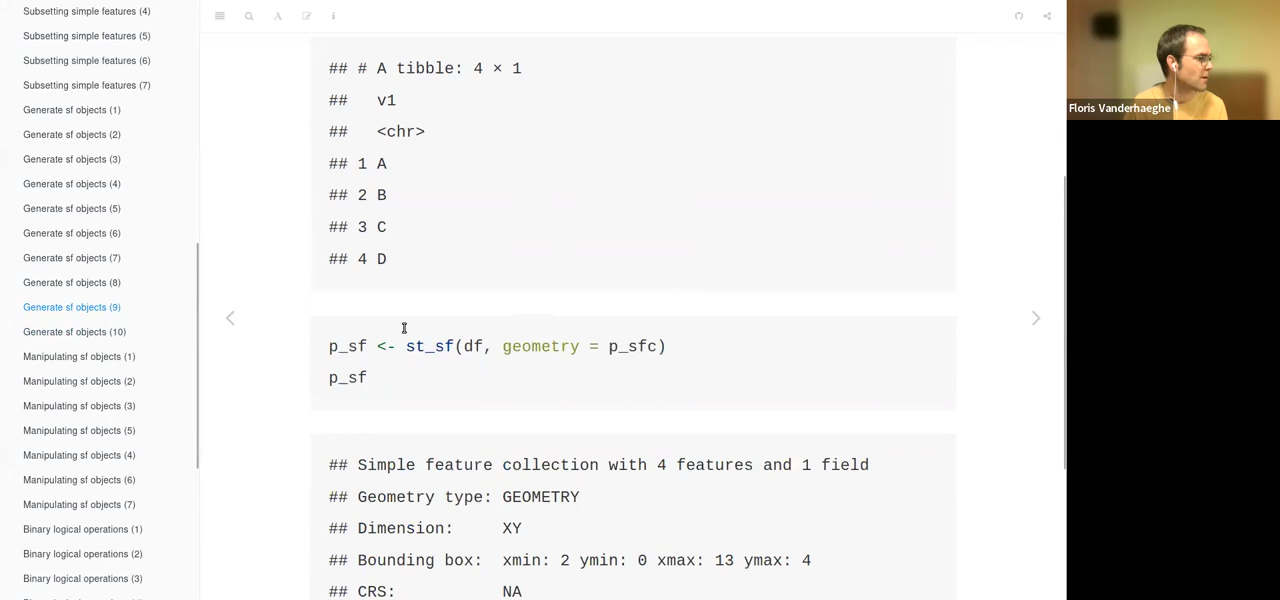 Subsetting simple features (4)
Subsetting simple features (5)
Subsetting simple features (6)
Subsetting simple features (7)
Generate sf objects (1)
Generate sf objects (2)
Generate sf objects (3)
Generate sf objects (4)
Generate sf objects (5)
Generate sf objects (6)
Generate sf objects (7)
Generate sf objects (8)
Generate sf objects (9)
Generate sf objects (10)
Manipulating sf objects (1)
Manipulating sf objects (2)
Manipulating sf objects (3)
Manipulating sf objects (5)
Manipulating sf objects (4)
Manipulating sf objects (6)
Manipulating sf objects (7)
Binary logical operations (1)
Binary logical operations (2)
Binary logical operations (3)
## # A tibble: 4 × 1
##   v1
##   <chr>
## 1 A
## 2 B
## 3 C
## 4 D
p_sf <- st_sf(df, geometry = p_sfc)
p_sf
## Simple feature collection with 4 features and 1 field
## Geometry type: GEOMETRY
## Dimension:     XY
## Bounding box:  xmin: 2 ymin: 0 xmax: 13 ymax: 4
## CRS:           NA
Floris Vanderhaeghe